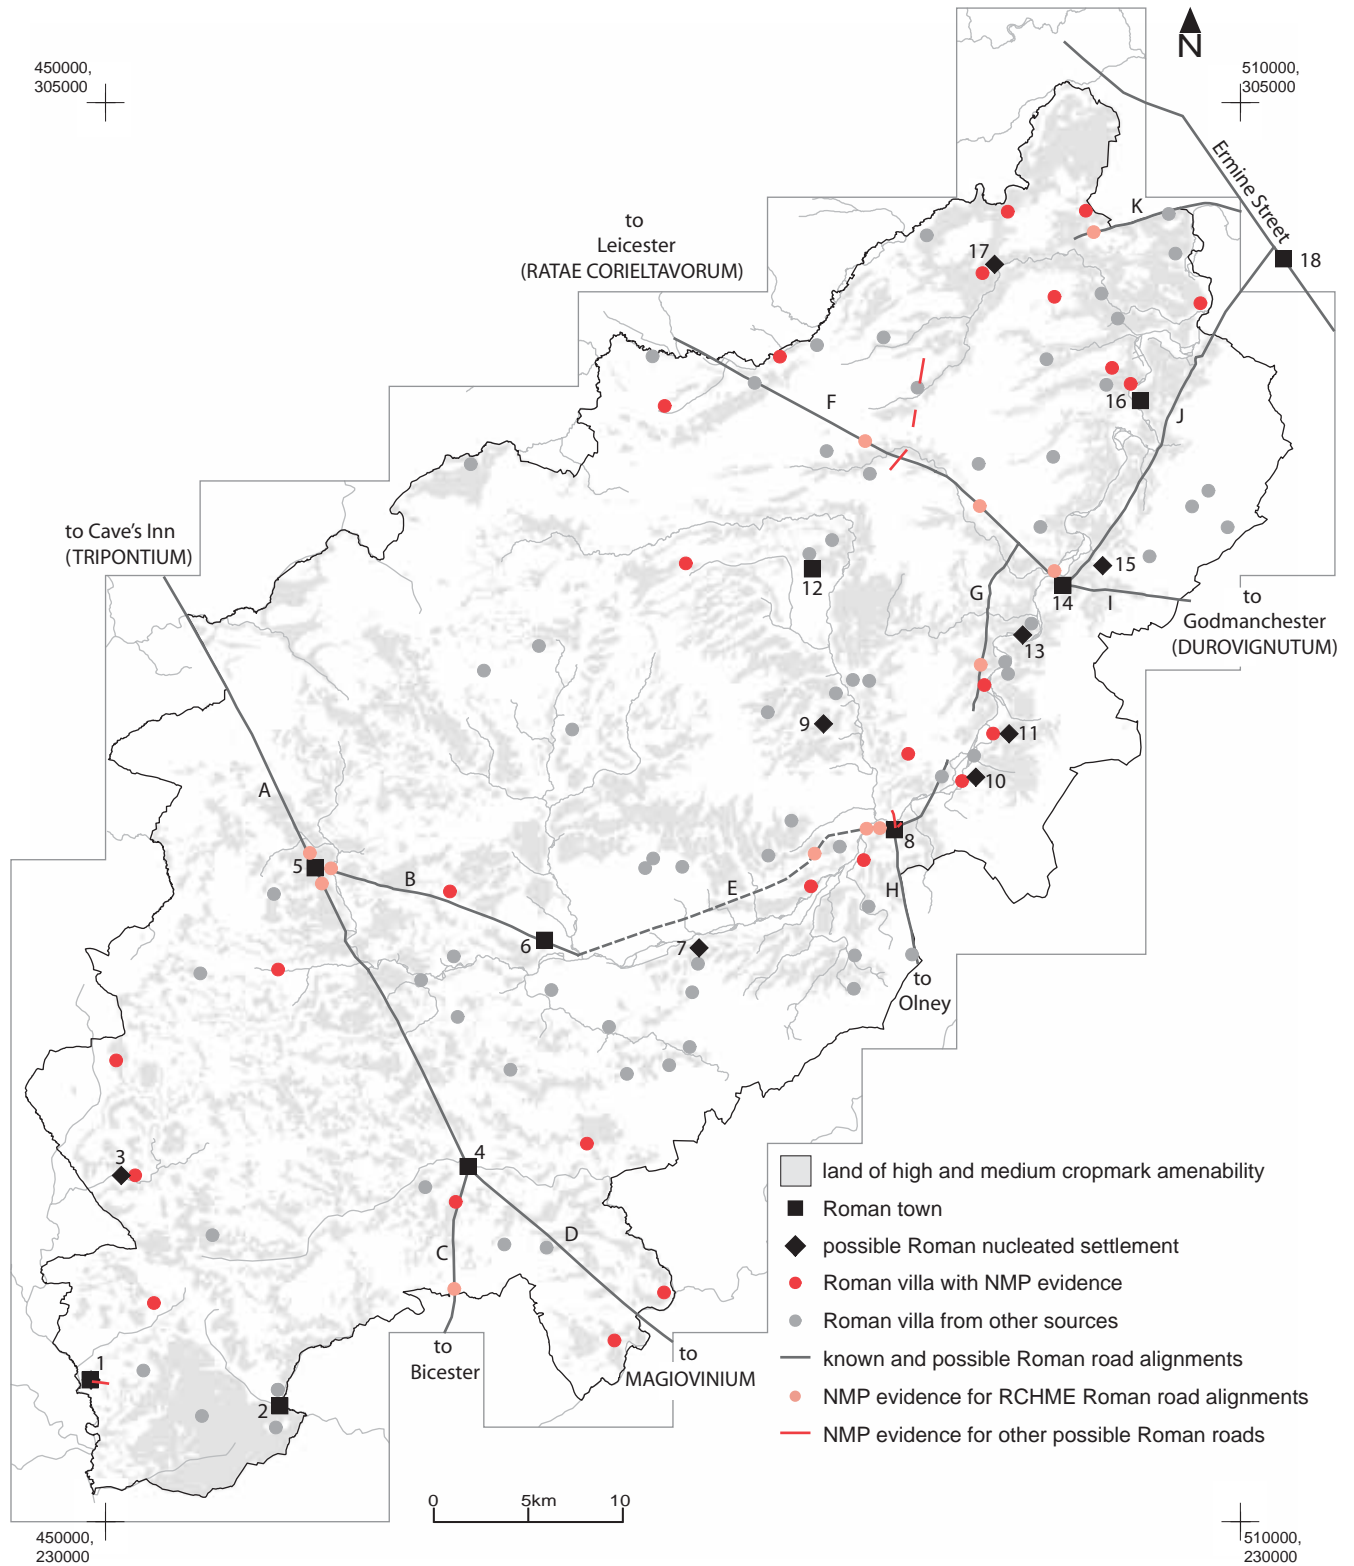 N
450000,
305000
510000,
305000
Ermine Street
K
to
Leicester
(RATAE CORIELTAVORUM)
17
18
F
16
J
to Cave's Inn
(TRIPONTIUM)
12
G
14
15
I
to
Godmanchester
(DUROVIGNUTUM)
13
9
11
A
10
5
B
8
E
H
6
7
to
Olney
3
4
C
D
to
Bicester
to
MAGIOVINIUM
1
2
land of high and medium cropmark amenability
Roman town
possible Roman nucleated settlement
Roman villa with NMP evidence
Roman villa from other sources
known and possible Roman road alignments
NMP evidence for RCHME Roman road alignments
NMP evidence for other possible Roman roads
0 5km 10
450000,
230000
510000,
230000